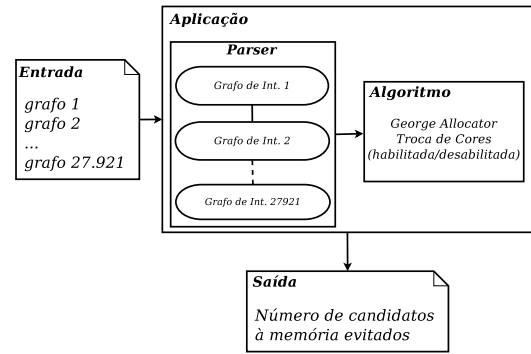 Aplicação
Parser
Entrada
grafo 1
grafo 2
...
grafo 27.921
Grafo de Int. 1
Grafo de Int. 2
Grafo de Int. 27921
Algoritmo
George Allocator
Troca de Cores
(habilitada/desabilitada)
Saída
Número de candidatos
à memória evitados